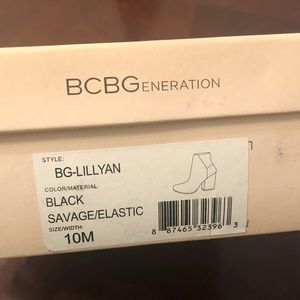 BCBGENERATION
STYLE:
BG-LILLYAN
COLOR/MATERIAL:
BLACK
SAVAGE/ELASTIC
SIZE/WIDTH:
10M
8 87465 32396 3